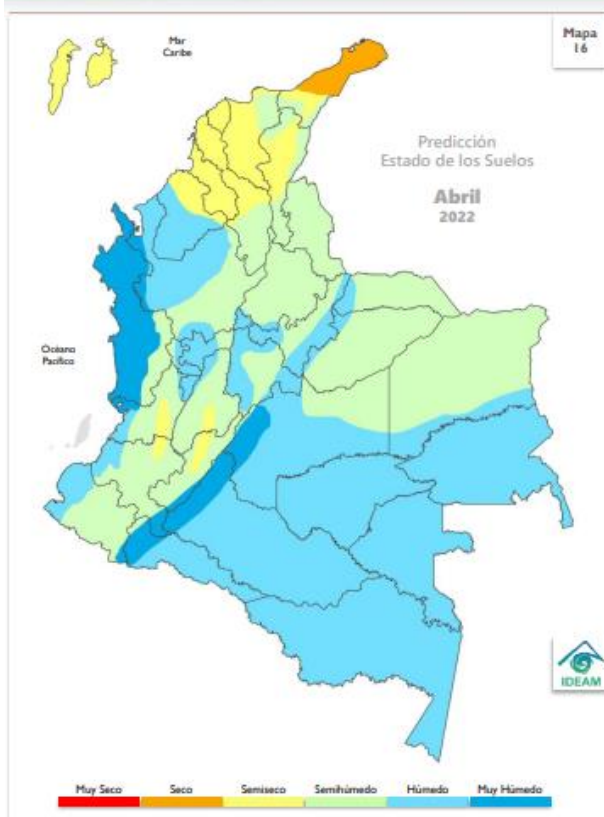 Mapa
16
Mar
Caribe
Predicción
Estado de los Suelos
Abril
2022
Océano
Pacífico
IDEAM
Muy Seco
Seco
Semiseco
Semihúmedo
Húmedo
Muy Húmedo